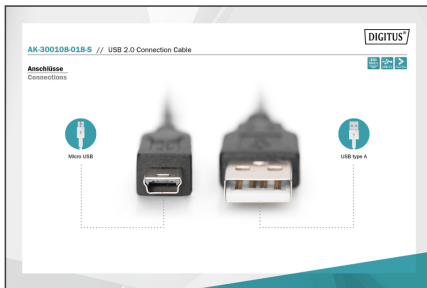 DIGITUS®
AK-300108-018-S // USB 2.0 Connection Cable
Anschlüsse
Connections
Micro USB
USB type A